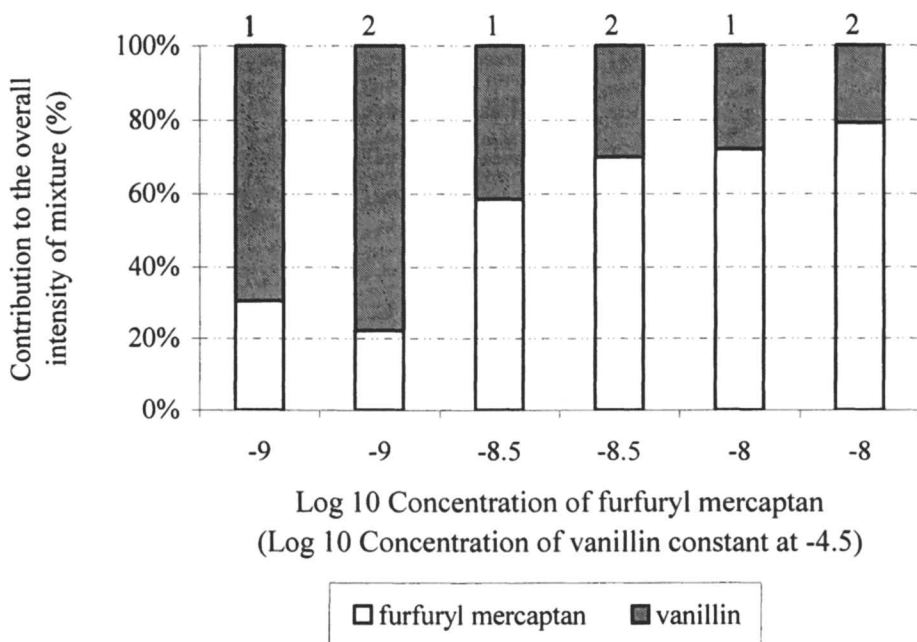 1 2 1 2 1 2
100%
80%
60%
40%
20%
0%
Contribution to the overall
intensity of mixture (%)
-9 -9 -8.5 -8.5 -8 -8
Log 10 Concentration of furfuryl mercaptan
(Log 10 Concentration of vanillin constant at -4.5)
furfuryl mercaptan vanillin